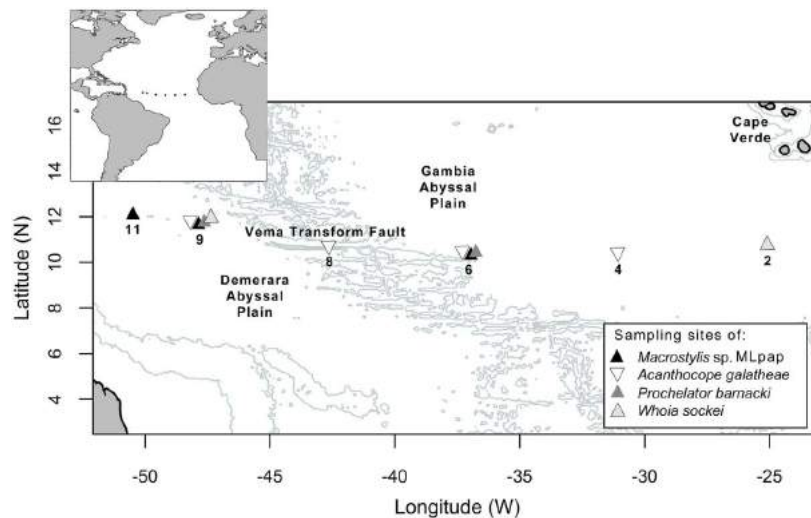 16
14
12
10
8
6
4
Latitude (N)
Cape
Verde
Gambia
Abyssal
Plain
Vema Transform Fault
11
9
8
6
4
2
Demerara
Abyssal
Plain
Sampling sites of:
Macrostylis sp. MLpap
Acanthocope galatheae
Prochelator barnacki
Whoia sockei
-50
-45
-40
-35
-30
-25
Longitude (W)